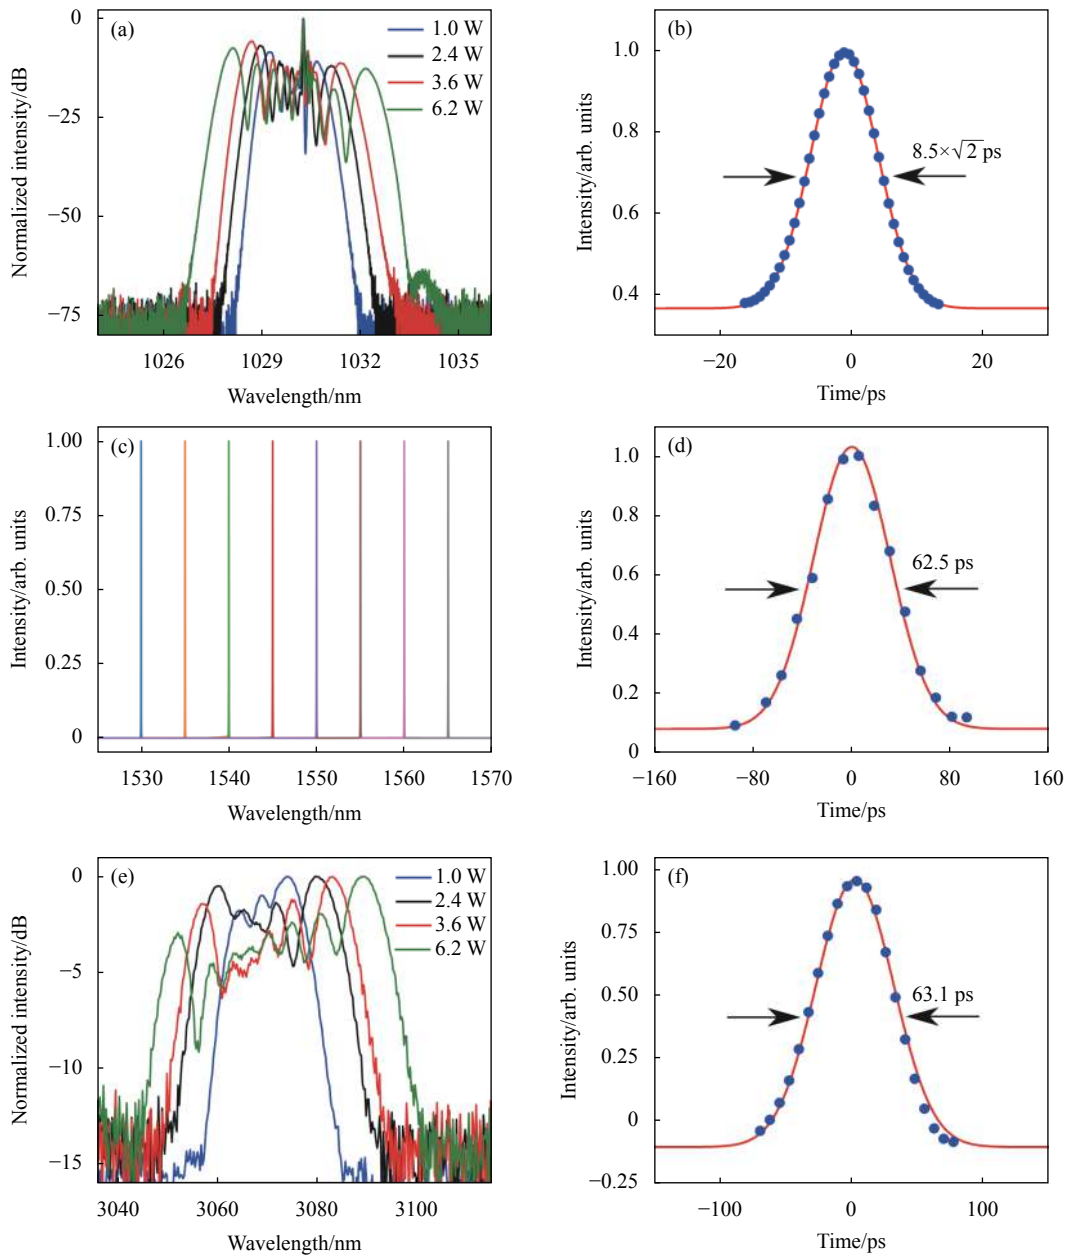 (a)
1.0 W
2.4 W
3.6 W
6.2 W
0
−25
−50
−75
Normalized intensity/dB
1026
1029
1032
1035
Wavelength/nm
(b)
8.5×√2 ps
1.0
0.8
0.6
0.4
Intensity/arb. units
−20
0
20
Time/ps
(c)
1.00
0.75
0.50
0.25
0
Intensity/arb. units
1530
1540
1550
1560
1570
Wavelength/nm
(d)
62.5 ps
1.0
0.8
0.6
0.4
0.2
0
Intensity/arb. units
−160
−80
0
80
160
Time/ps
(e)
1.0 W
2.4 W
3.6 W
6.2 W
0
−5
−10
−15
Normalized intensity/dB
3040
3060
3080
3100
Wavelength/nm
(f)
63.1 ps
1.00
0.75
0.50
0.25
0
−0.25
Intensity/arb. units
−100
0
100
Time/ps